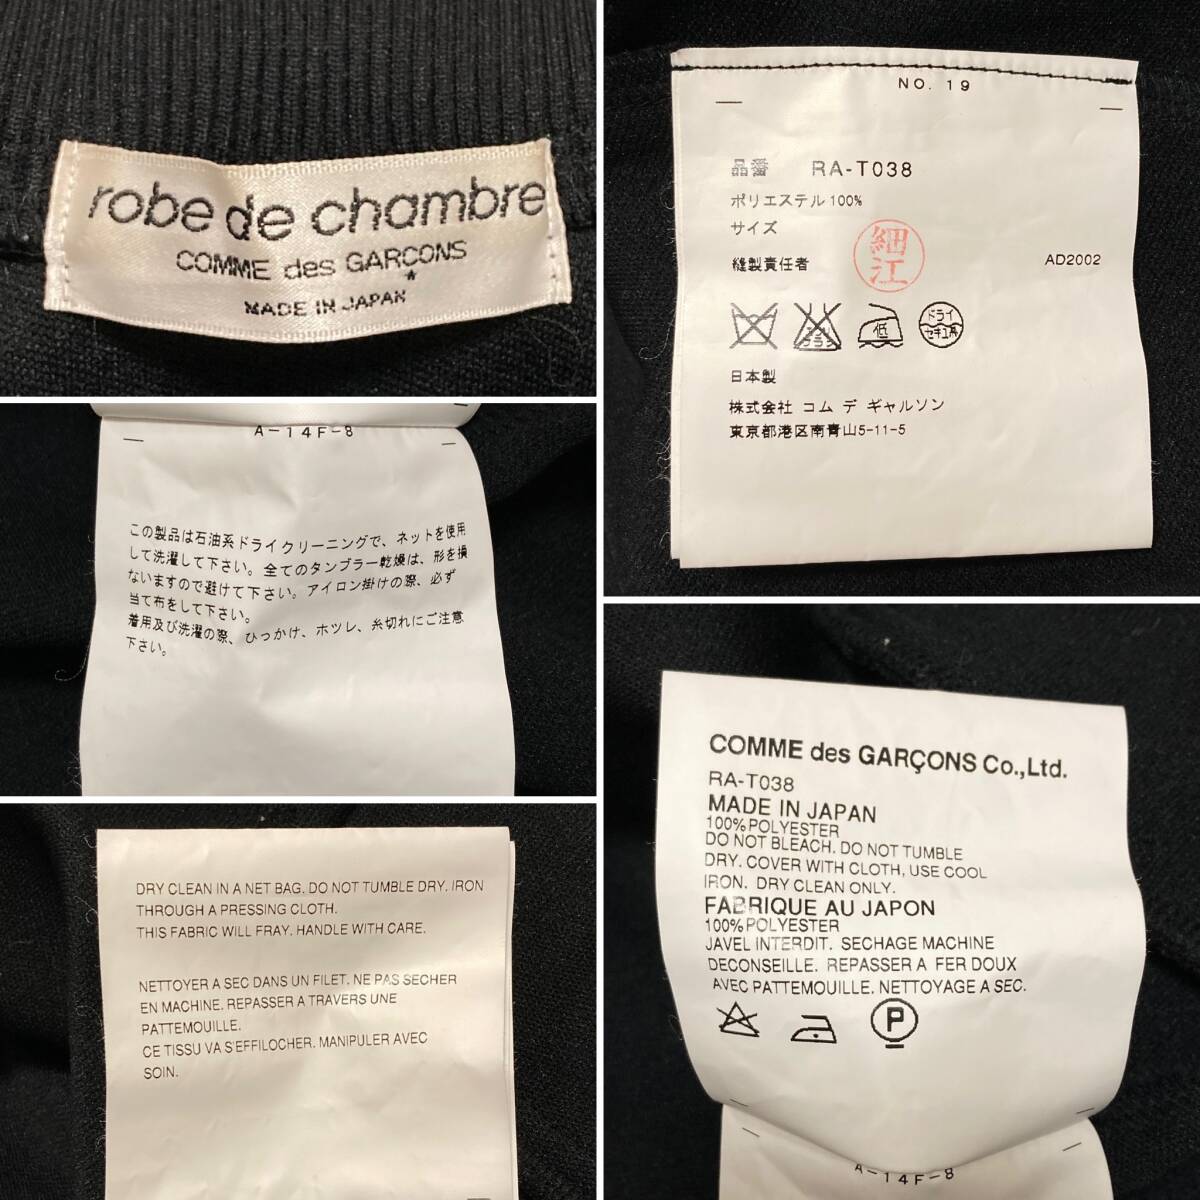 robe de chambre
COMME des GARCONS
*
MADE IN JAPAN
NO. 19
品番 RA-T038
ポリエステル 100%
サイズ
縫製責任者
細江
AD2002
低
ドライ
セキユ系
日本製
株式会社 コム デ ギャルソン
東京都港区南青山5-11-5
A-14F-8
この製品は石油系ドライクリーニングで、ネットを使用
して洗濯して下さい。全てのタンブラー乾燥は、形を損
ないますので避けて下さい。アイロン掛けの際、必ず
当て布をして下さい。
着用及び洗濯の際、ひっかけ、ホツレ、糸切れにご注意
下さい。
COMME des GARÇONS Co.,Ltd.
RA-T038
MADE IN JAPAN
100%POLYESTER
DO NOT BLEACH. DO NOT TUMBLE
DRY. COVER WITH CLOTH, USE COOL
IRON. DRY CLEAN ONLY.
FABRIQUE AU JAPON
100%POLYESTER
JAVEL INTERDIT. SECHAGE MACHINE
DECONSEILLE. REPASSER A FER DOUX
AVEC PATTEMOUILLE. NETTOYAGE A SEC.
P
A-14F-8
DRY CLEAN IN A NET BAG. DO NOT TUMBLE DRY. IRON
THROUGH A PRESSING CLOTH.
THIS FABRIC WILL FRAY. HANDLE WITH CARE.
NETTOYER A SEC DANS UN FILET. NE PAS SECHER
EN MACHINE. REPASSER A TRAVERS UNE
PATTEMOUILLE.
CE TISSU VA S'EFFILOCHER. MANIPULER AVEC
SOIN.